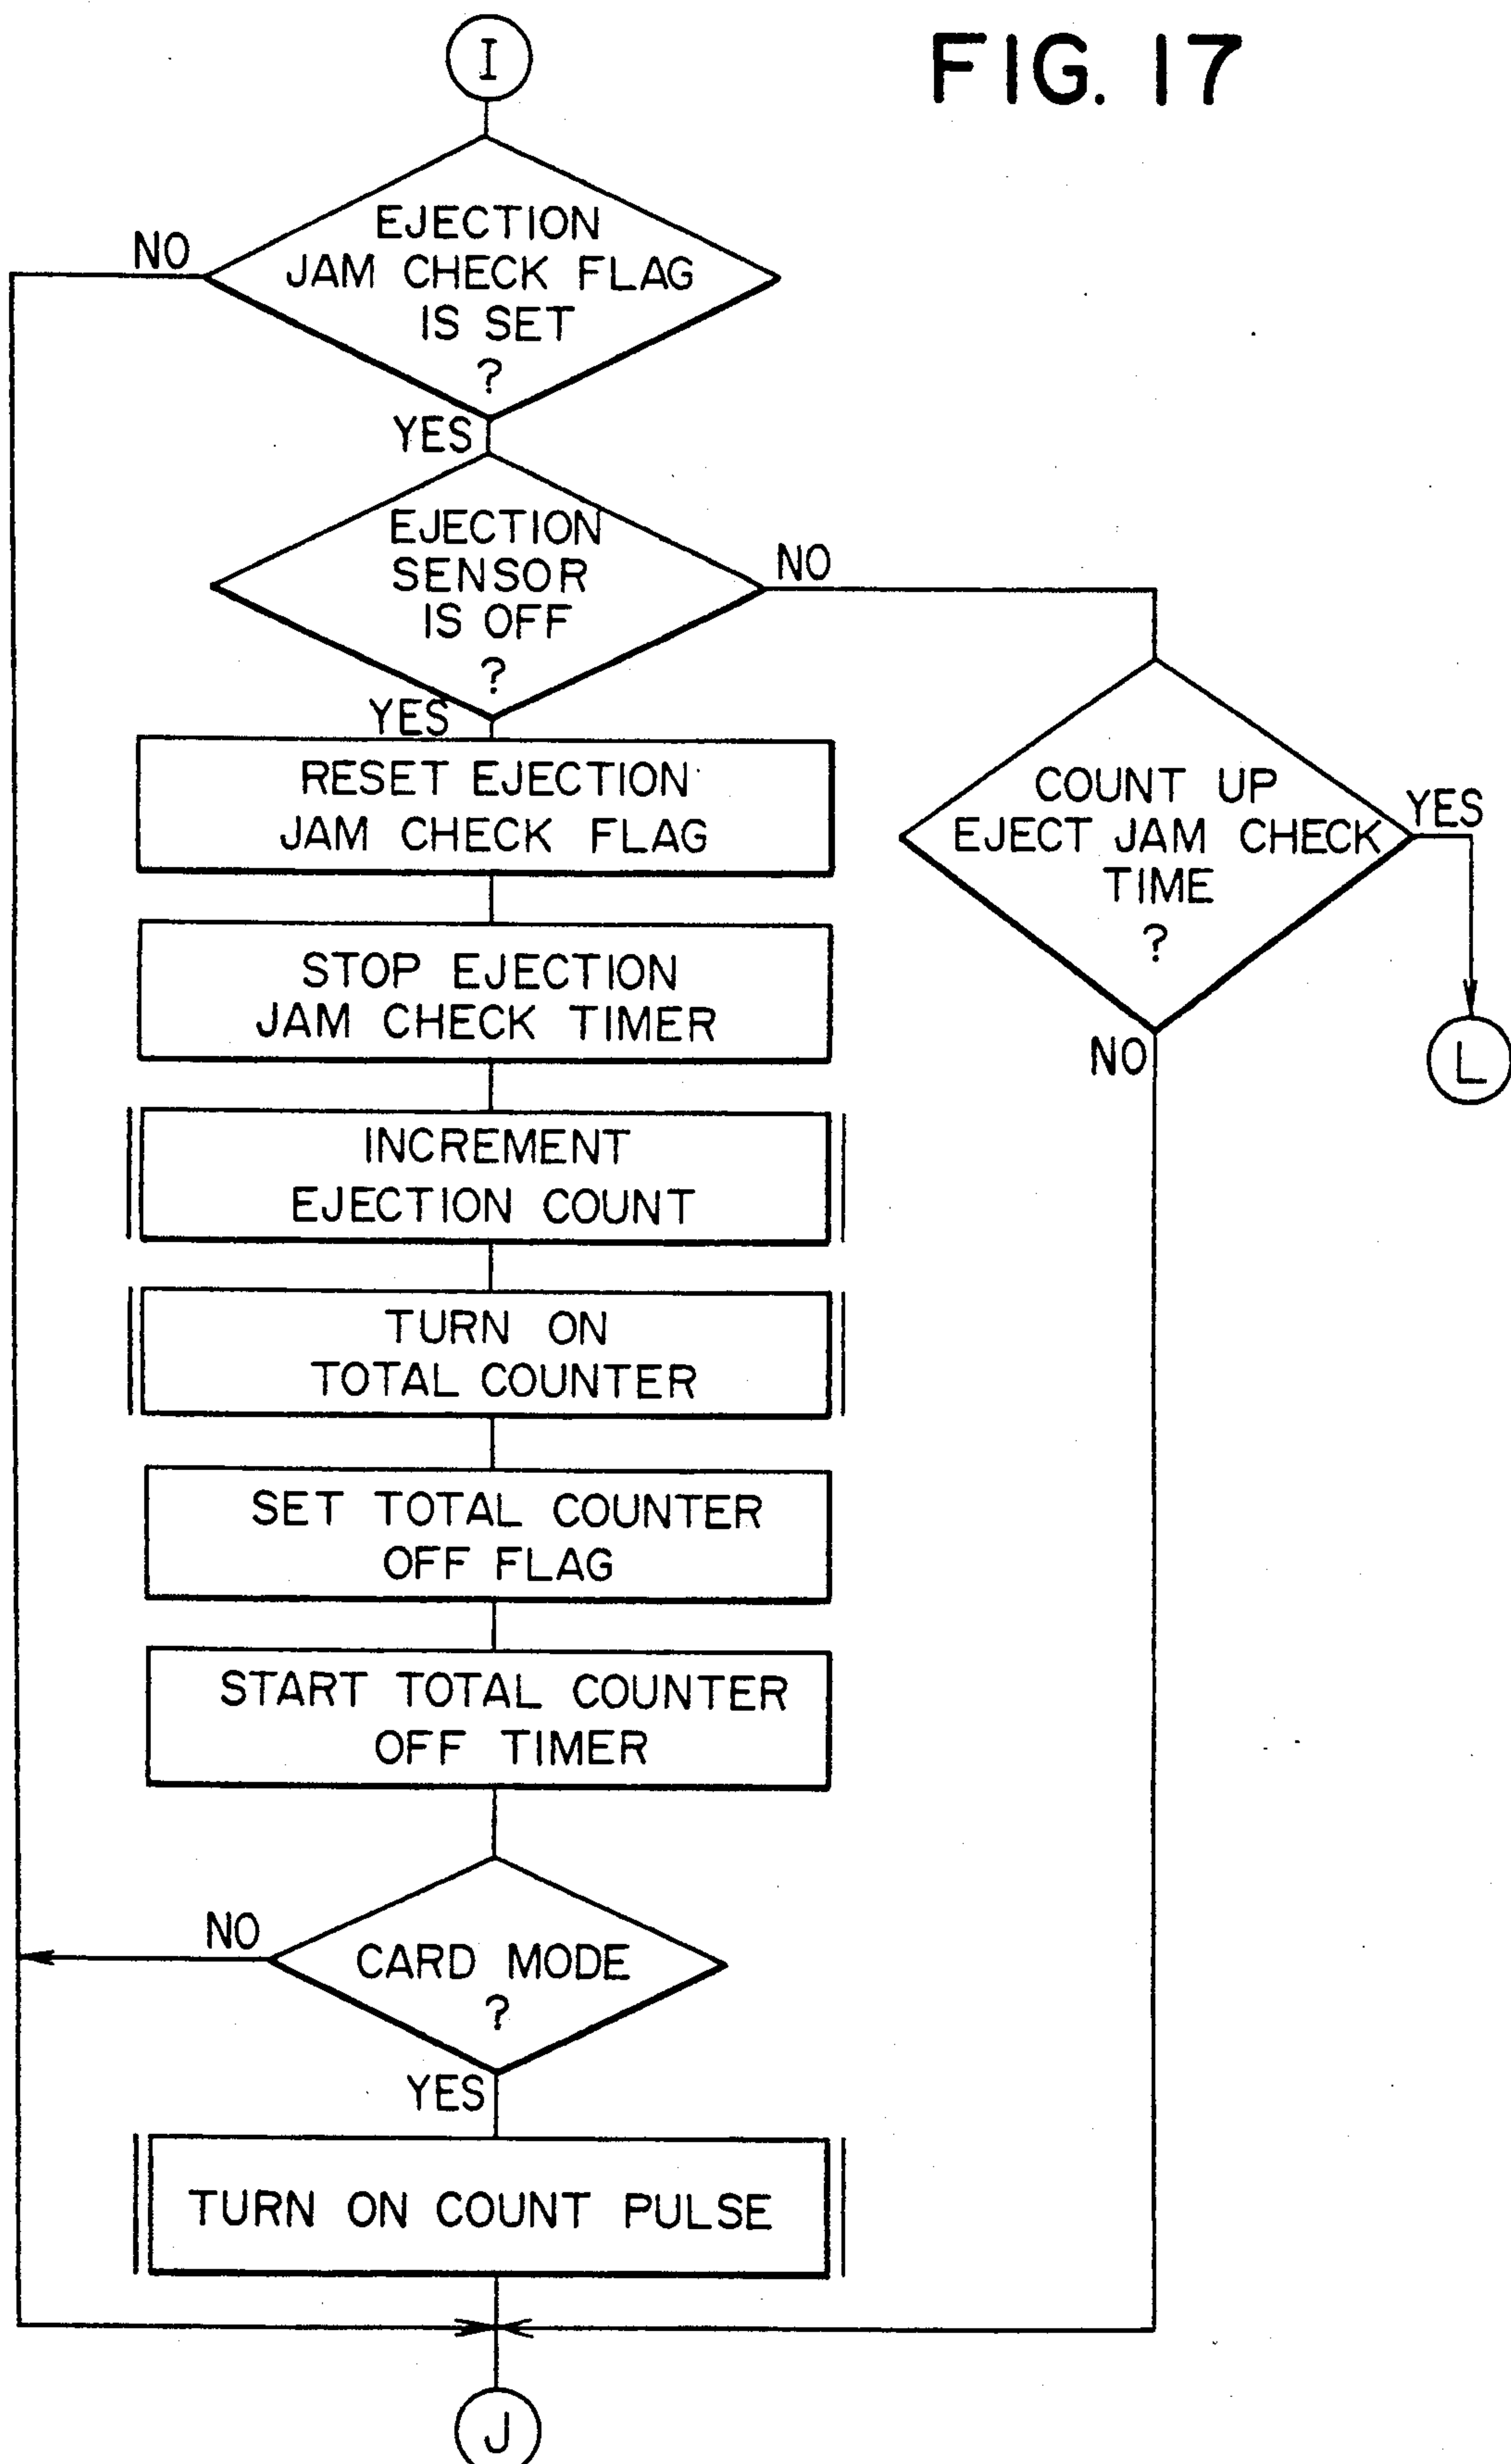 FIG. 17
I
EJECTION
JAM CHECK FLAG
IS SET
?
NO
YES
EJECTION
SENSOR
IS OFF
?
NO
YES
COUNT UP
EJECT JAM CHECK
TIME
?
YES
L
NO
RESET EJECTION
JAM CHECK FLAG
STOP EJECTION
JAM CHECK TIMER
INCREMENT
EJECTION COUNT
TURN ON
TOTAL COUNTER
SET TOTAL COUNTER
OFF FLAG
START TOTAL COUNTER
OFF TIMER
CARD MODE
?
NO
YES
TURN ON COUNT PULSE
J